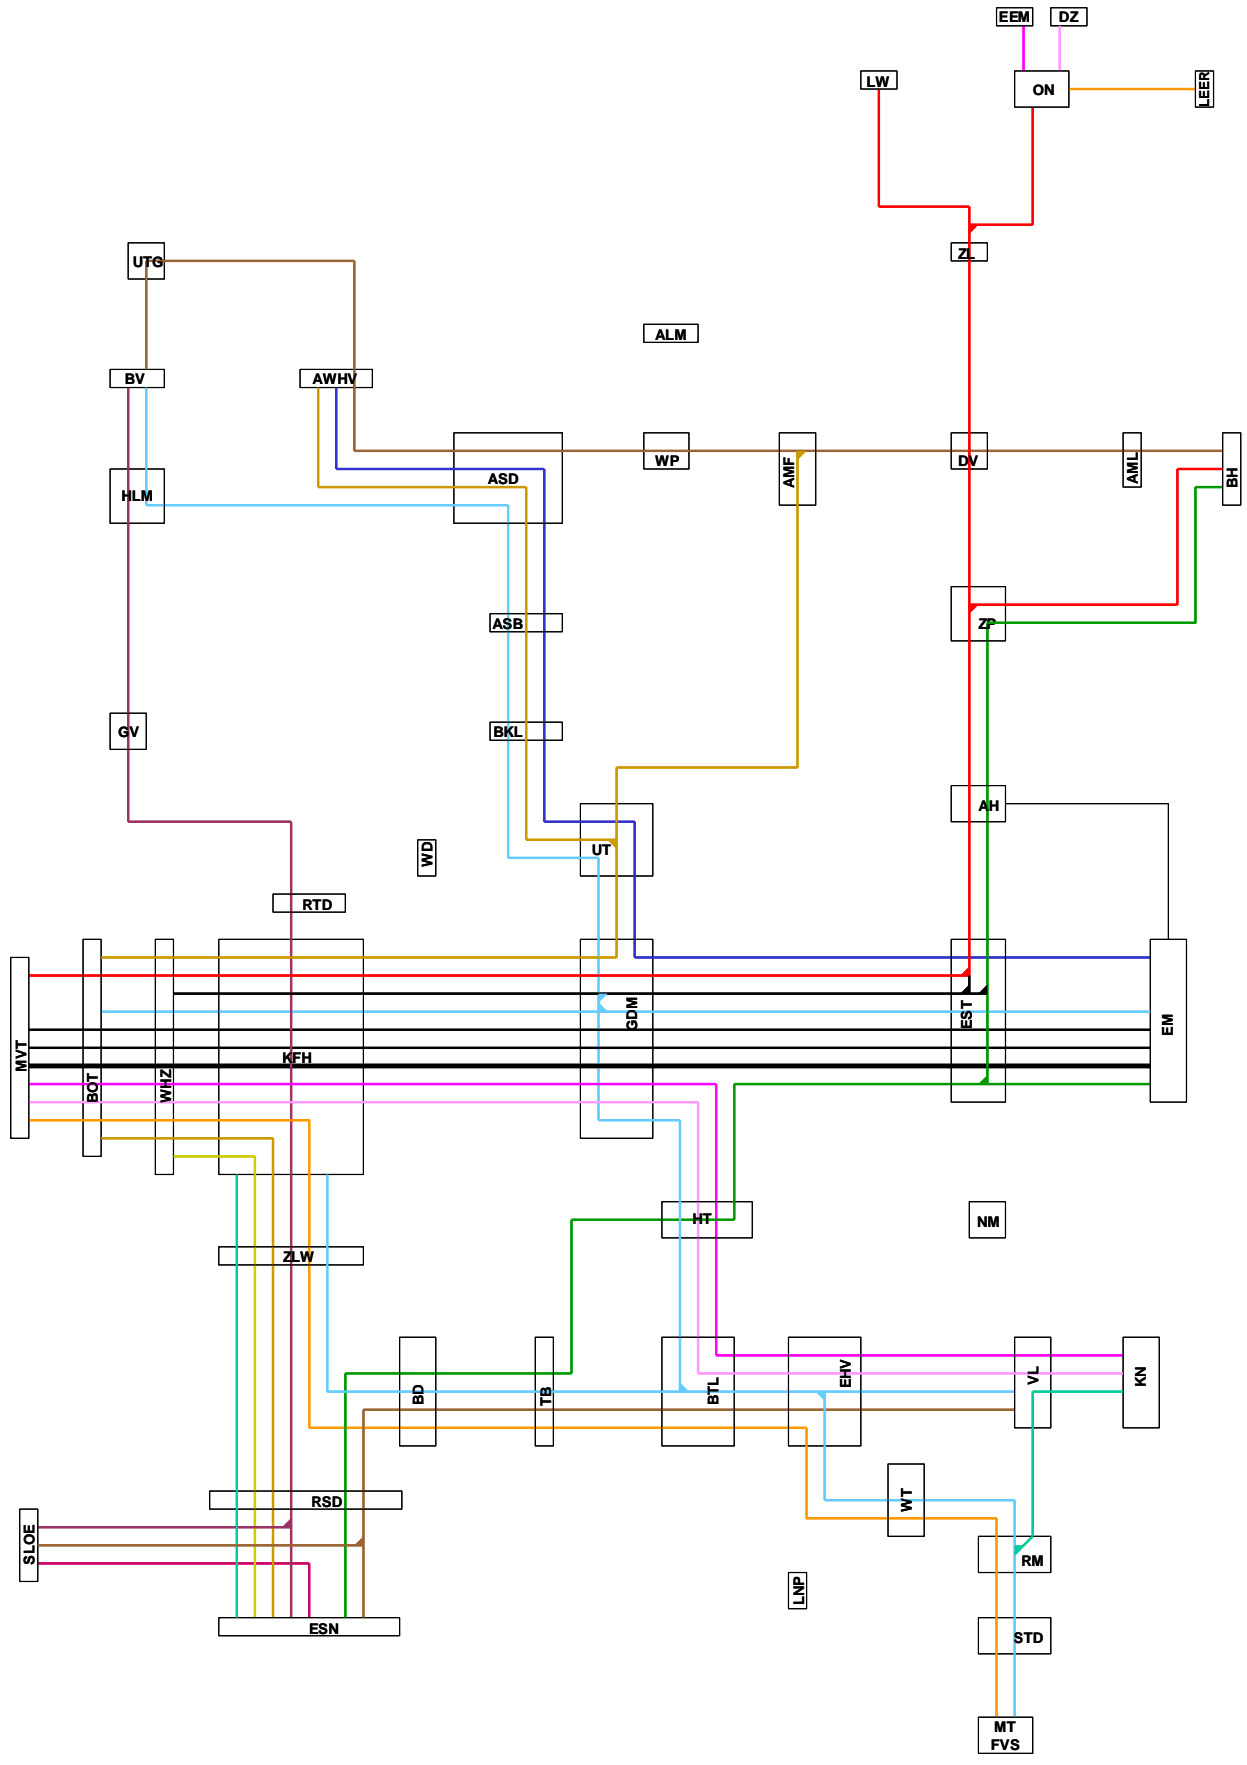 EEM
DZ
LW
ON
LEER
UTG
ZL
ALM
BV
AWHV
ASD
WP
AMF
DV
AML
BH
HLM
ASB
ZP
GV
BKL
AH
UT
WD
RTD
MVT
BOT
WHZ
KFH
GDM
EST
EM
HT
NM
ZLW
BD
TB
BTL
EHV
VL
KN
RSD
WT
SLOE
RM
LNP
ESN
STD
MT
FVS